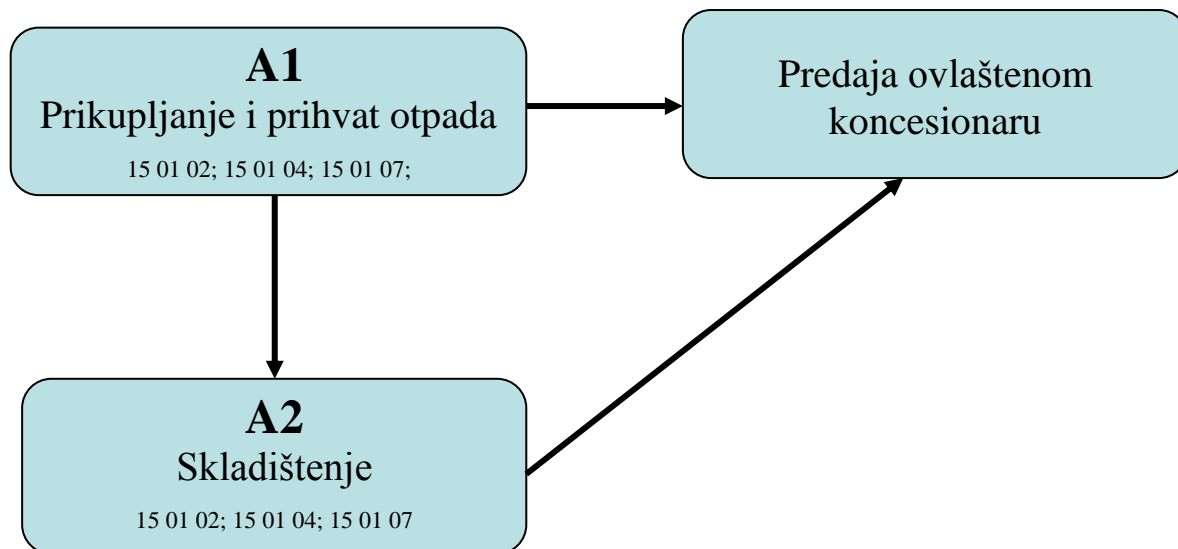 A1
Prikupljanje i prihvat otpada
15 01 02; 15 01 04; 15 01 07;
Predaja ovlaštenom
koncesionaru
A2
Skladištenje
15 01 02; 15 01 04; 15 01 07